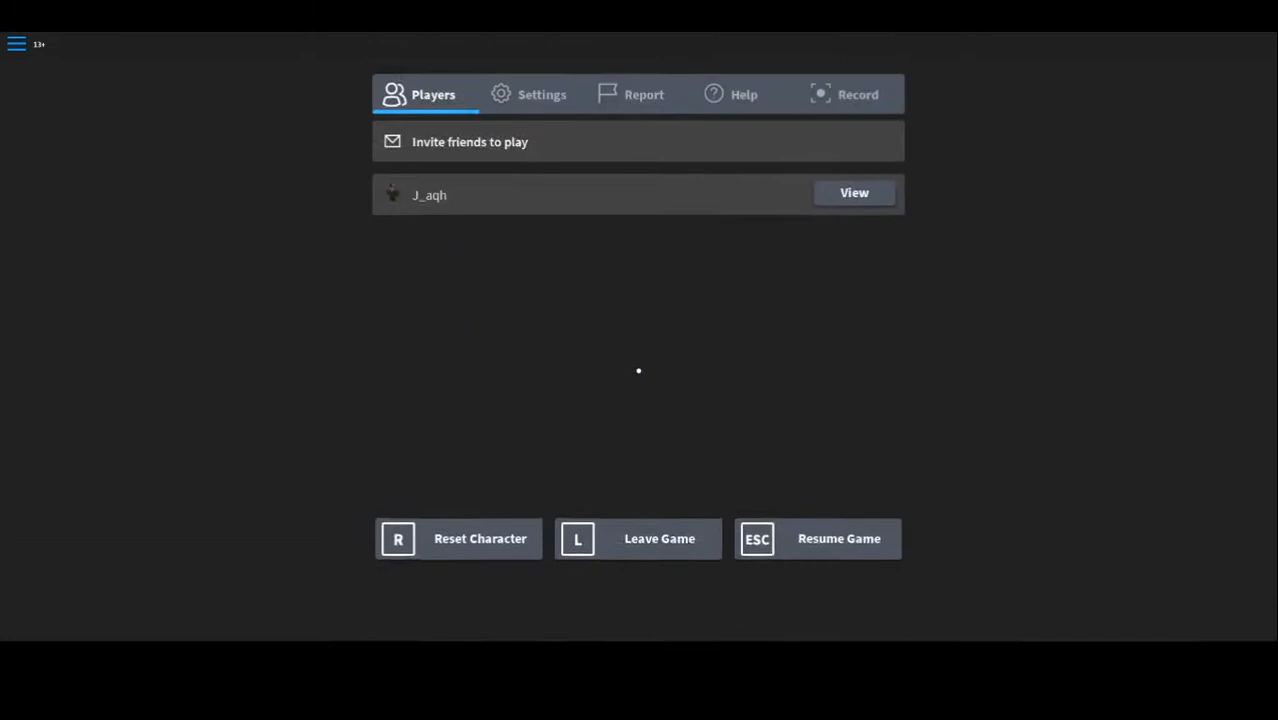 13+
Players Settings Report Help Record
Invite friends to play
J_aqh View
R Reset Character L Leave Game ESC Resume Game